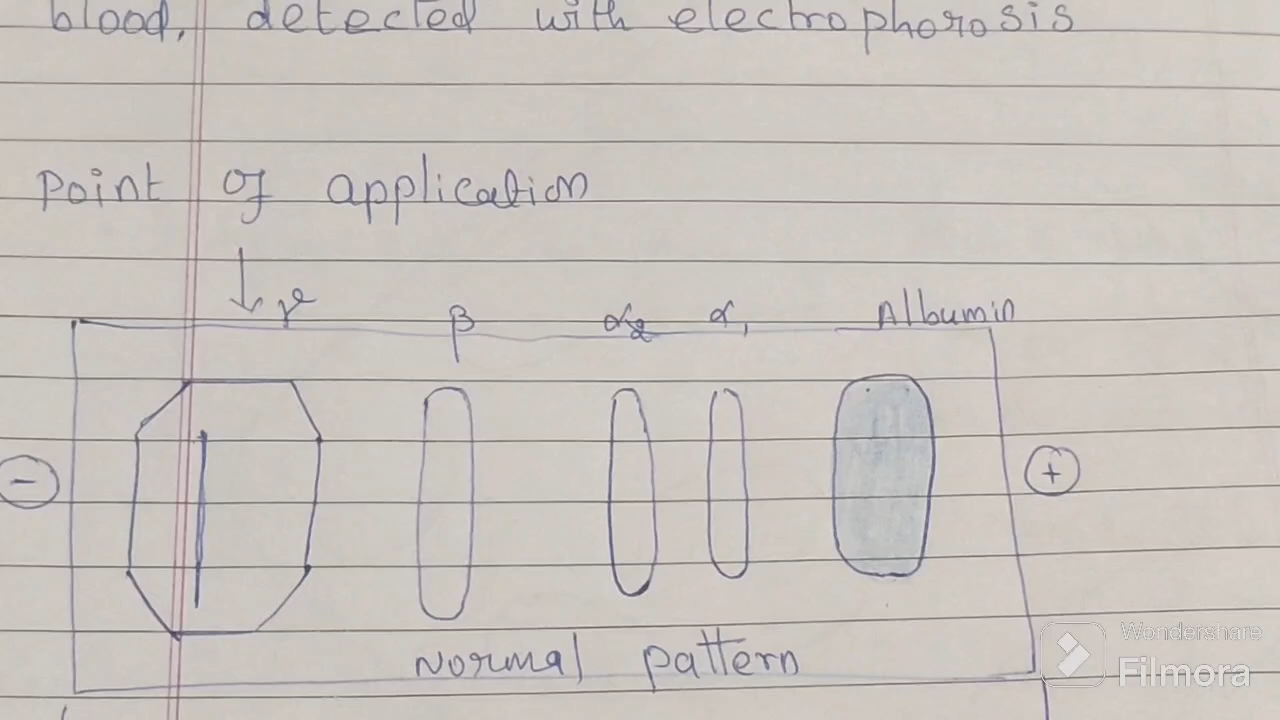 blood, detected with electrophorosis
Point of application
γ β α2 α1 Albumin
− +
Normal pattern
Wondershare
Filmora